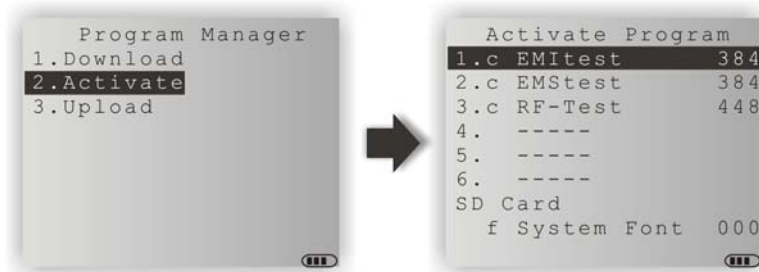 Program Manager
1.Download
2.Activate
3.Upload
Activate Program
1.c EMItest 384
2.c EMStest 384
3.c RF-Test 448
4. -----
5. -----
6. -----
SD Card
f System Font 000